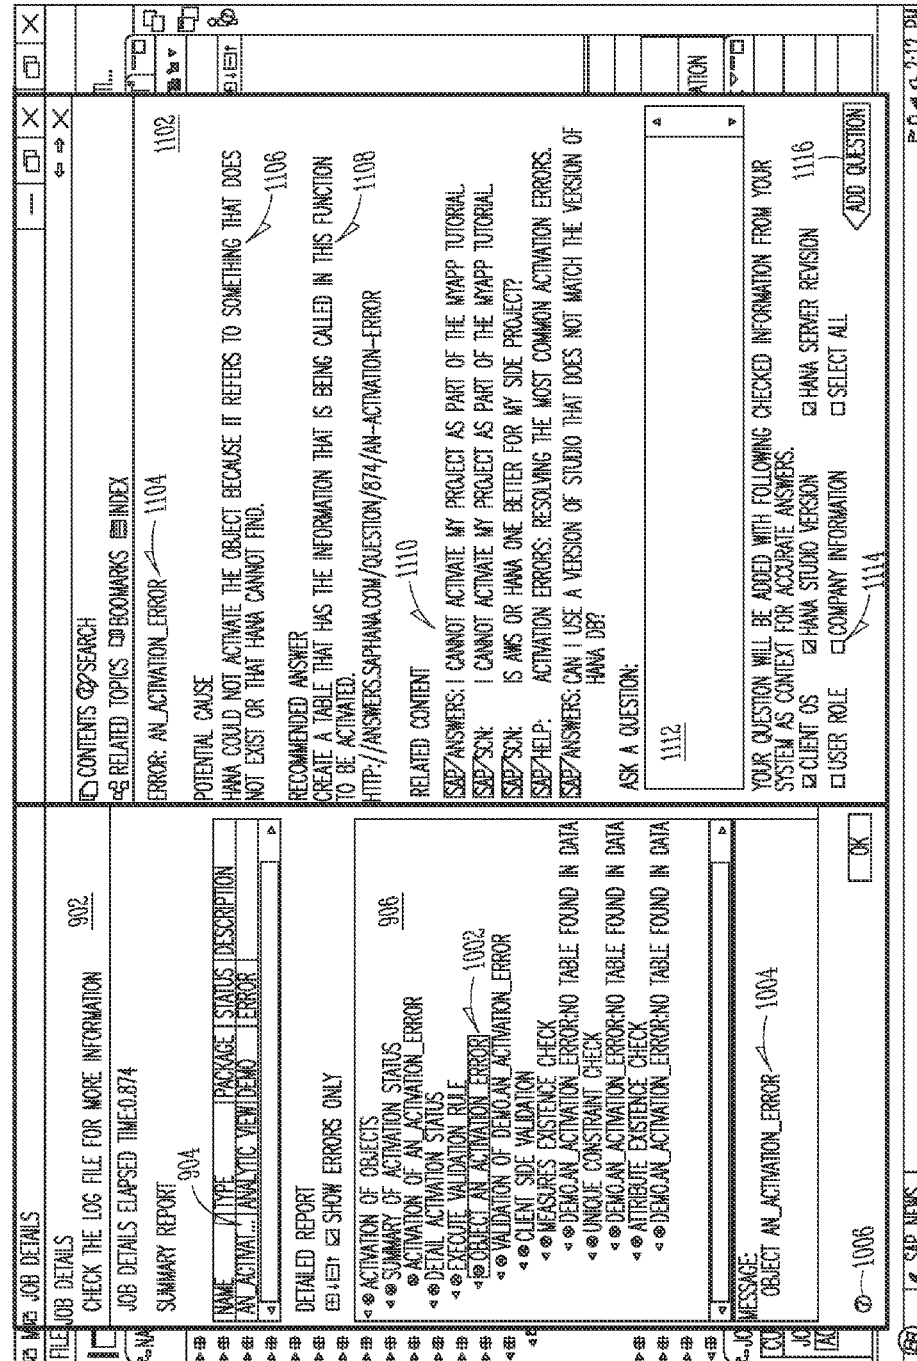 JOB DETAILS
FILE
JOB DETAILS
CHECK THE LOG FILE FOR MORE INFORMATION
902
JOB DETAILS ELAPSED TIME:0.874
SUMMARY REPORT
904
NAME TYPE PACKAGE STATUS DESCRIPTION
AN_ACTIVAT... ANALYTIC VIEW DEMO ERROR
DETAILED REPORT
SHOW ERRORS ONLY
906
ACTIVATION OF OBJECTS
SUMMARY OF ACTIVATION STATUS
ACTIVATION OF AN_ACTIVATION_ERROR
DETAIL ACTIVATION STATUS
EXECUTE VALIDATION RULE
OBJECT AN_ACTIVATION_ERROR
1002
VALIDATION OF DEMO.AN_ACTIVATION_ERROR
CLIENT SIDE VALIDATION
MEASURES EXISTENCE CHECK
DEMO.AN_ACTIVATION_ERROR:NO TABLE FOUND IN DATA
UNIQUE CONSTRAINT CHECK
DEMO.AN_ACTIVATION_ERROR:NO TABLE FOUND IN DATA
ATTRIBUTE EXISTENCE CHECK
DEMO.AN_ACTIVATION_ERROR:NO TABLE FOUND IN DATA
MESSAGE:
OBJECT AN_ACTIVATION_ERROR
1004
1006
OK
CONTENTS SEARCH
RELATED TOPICS BOOMARKS INDEX
ERROR: AN_ACTIVATION_ERROR
1104
1102
POTENTIAL CAUSE
HANA COULD NOT ACTIVATE THE OBJECT BECAUSE IT REFERS TO SOMETHING THAT DOES
NOT EXIST OR THAT HANA CANNOT FIND.
1106
RECOMMENDED ANSWER
CREATE A TABLE THAT HAS THE INFORMATION THAT IS BEING CALLED IN THIS FUNCTION
TO BE ACTIVATED.
1108
HTTP://ANSWERS.SAPHANA.COM/QUESTION/874/AN-ACTIVATION-ERROR
RELATED CONTENT
1110
SAP/ANSWERS: I CANNOT ACTIVATE MY PROJECT AS PART OF THE MYAPP TUTORIAL.
SAP/SCN: I CANNOT ACTIVATE MY PROJECT AS PART OF THE MYAPP TUTORIAL.
SAP/SCN: IS AWS OR HANA ONE BETTER FOR MY SIDE PROJECT?
SAP/HELP: ACTIVATION ERRORS: RESOLVING THE MOST COMMON ACTIVATION ERRORS.
SAP/ANSWERS: CAN I USE A VERSION OF STUDIO THAT DOES NOT MATCH THE VERSION OF
HANA DB?
ASK A QUESTION:
1112
YOUR QUESTION WILL BE ADDED WITH FOLLOWING CHECKED INFORMATION FROM YOUR
SYSTEM AS CONTEXT FOR ACCURATE ANSWERS.
CLIENT OS HANA STUDIO VERSION HANA SERVER REVISION
USER ROLE COMPANY INFORMATION SELECT ALL
1114
1116
ADD QUESTION
ATION
SAP NEWS
2:12 PM